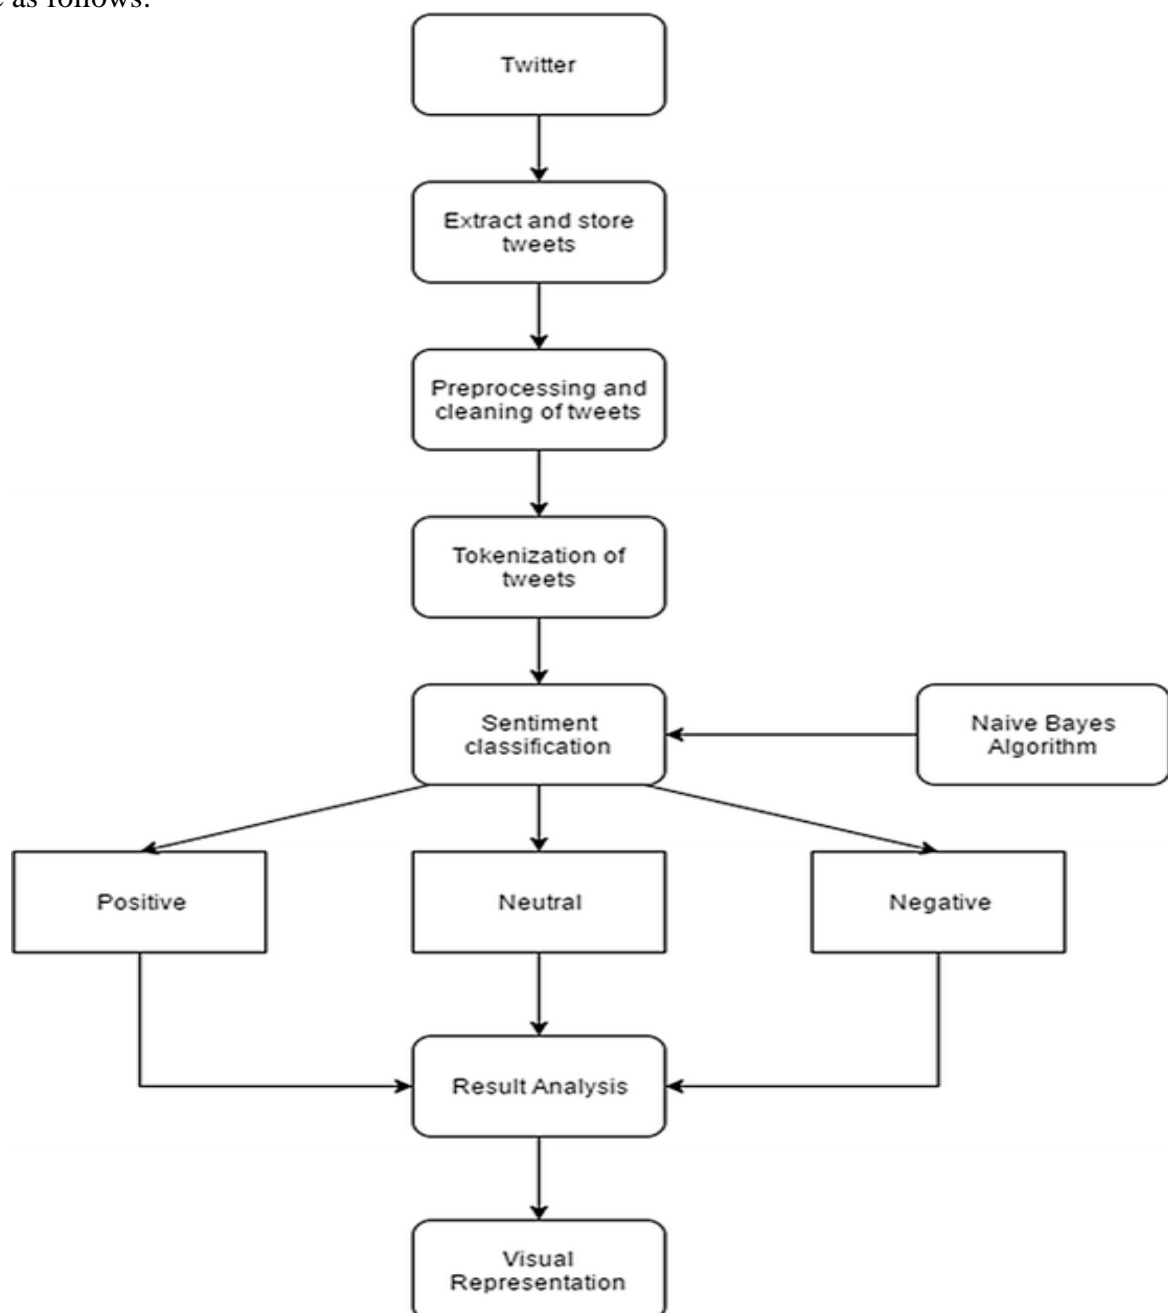 as follows:
Twitter
Extract and store
tweets
Preprocessing and
cleaning of tweets
Tokenization of
tweets
Sentiment
classification
Naive Bayes
Algorithm
Positive
Neutral
Negative
Result Analysis
Visual
Representation